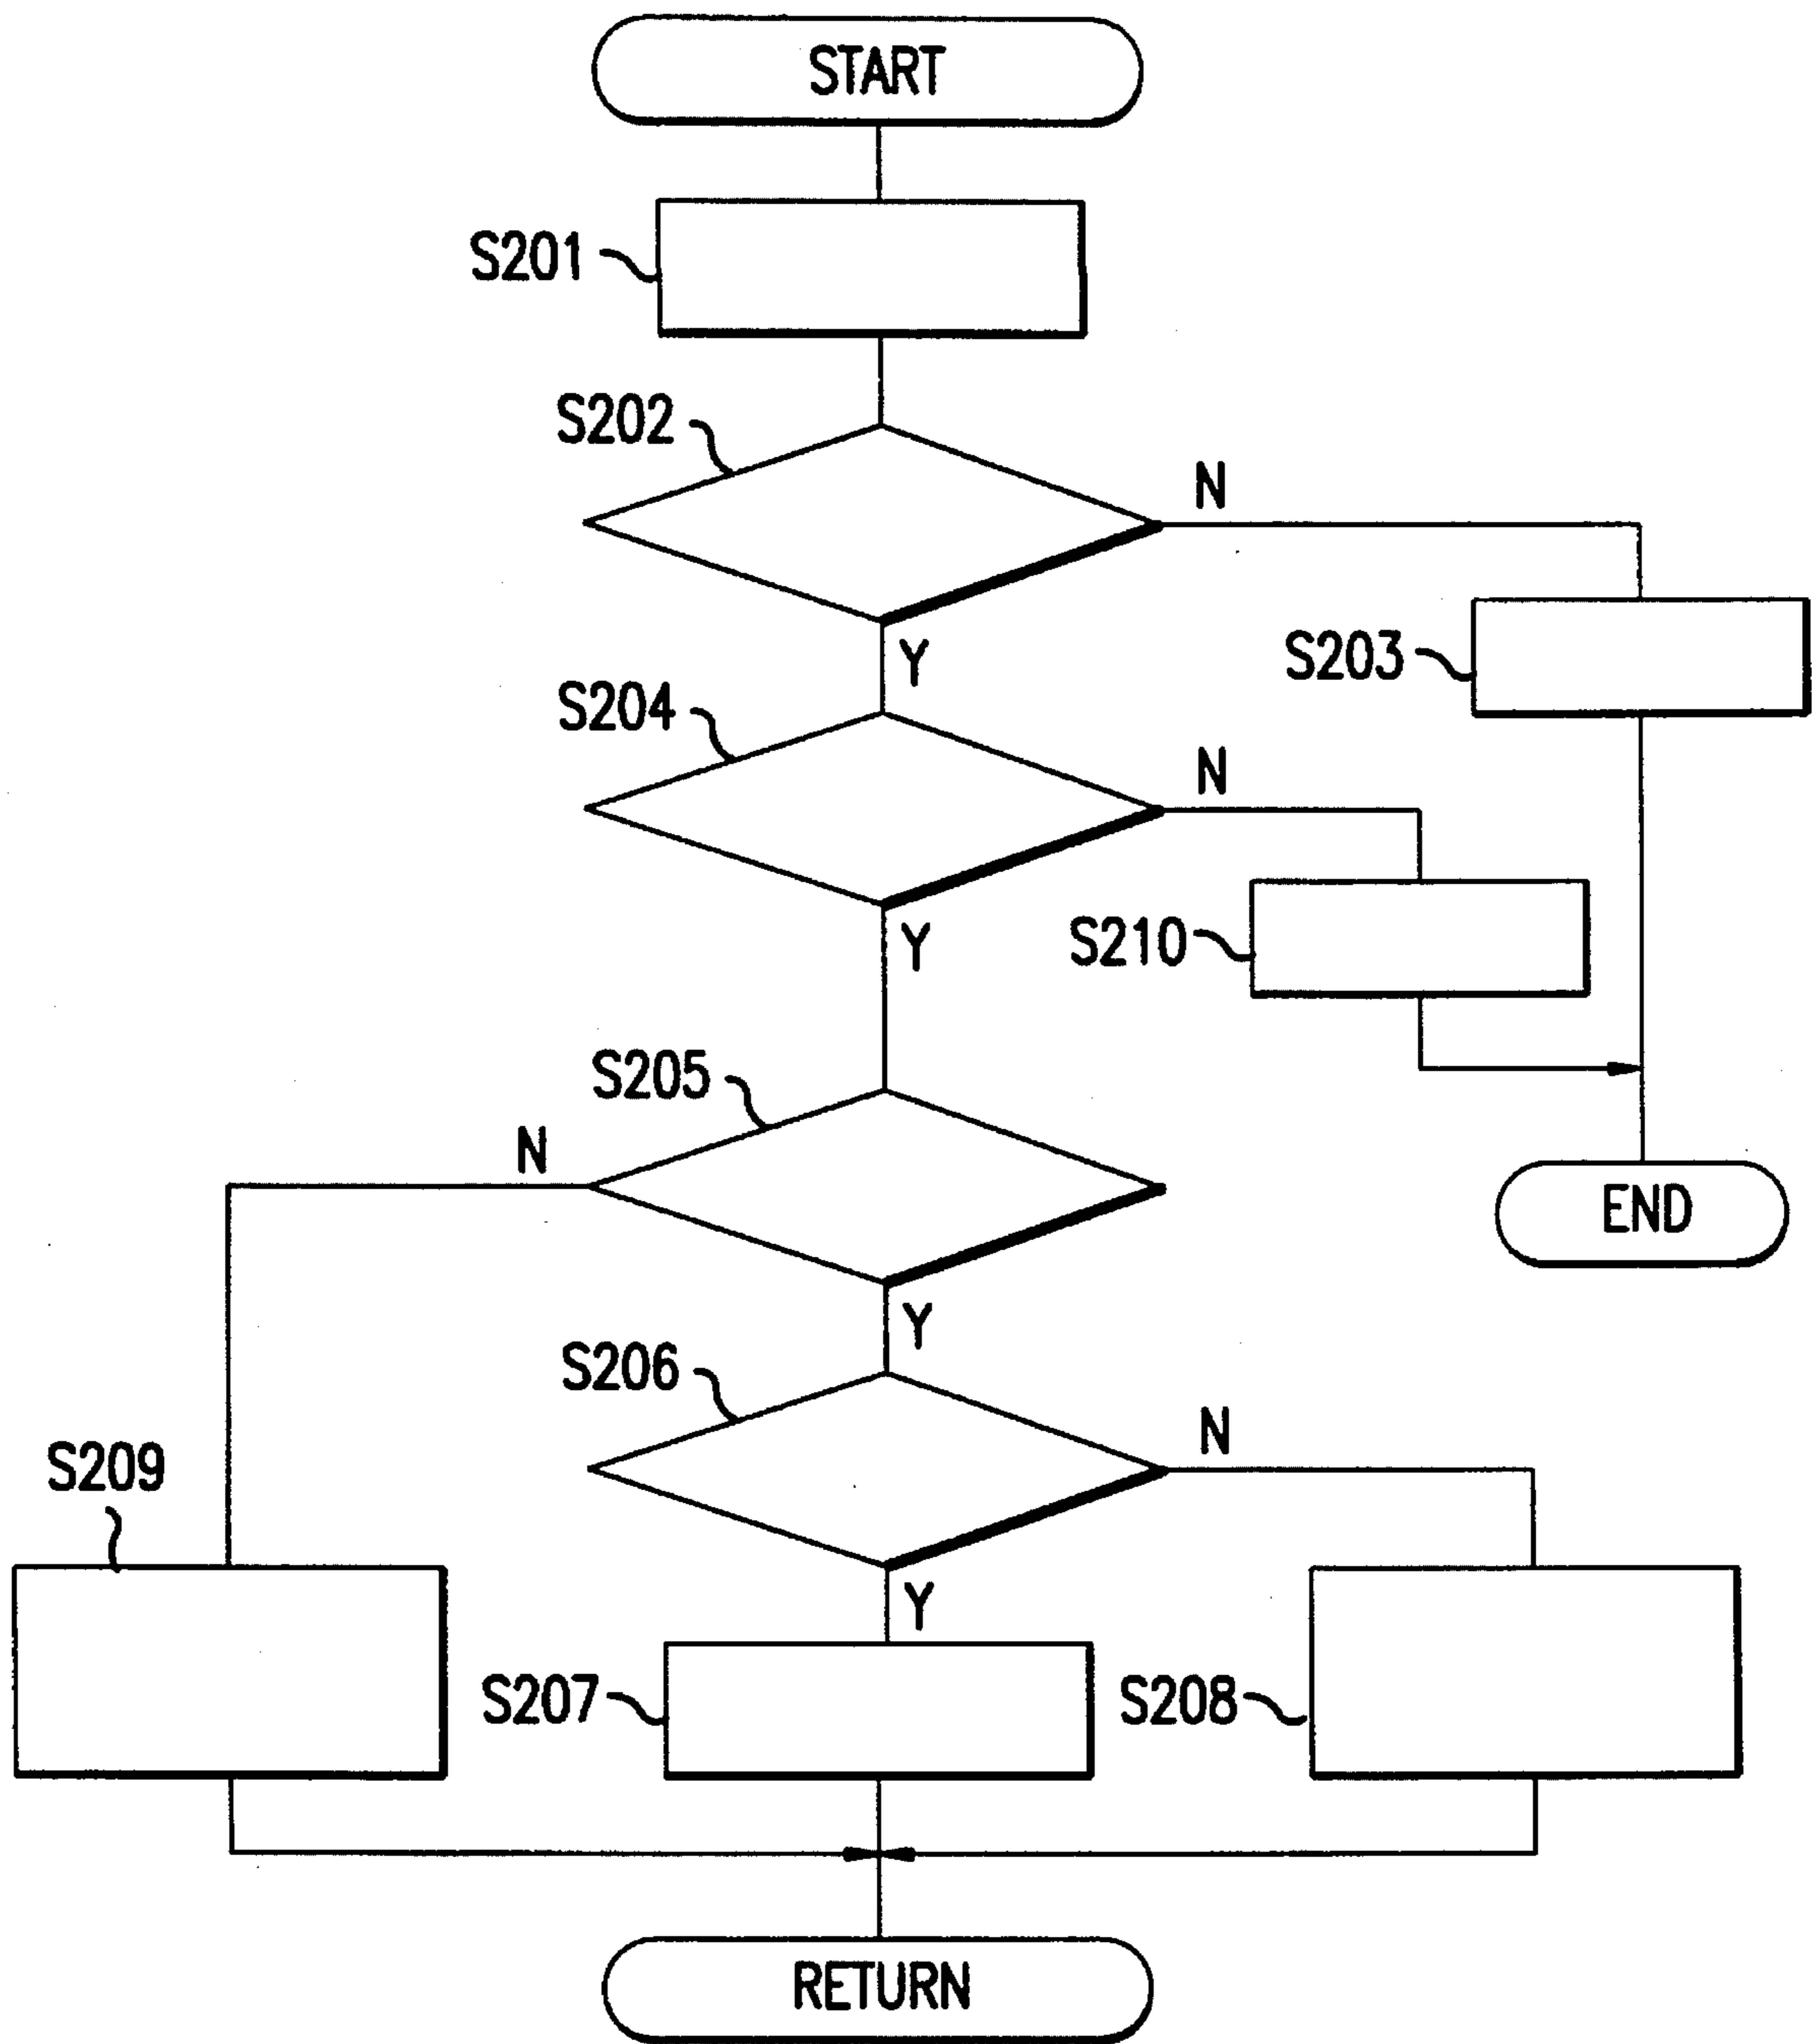 START
S201
S202
N
S203
Y
S204
N
S210
Y
S205
N
END
Y
S206
N
S209
Y
S207
S208
RETURN